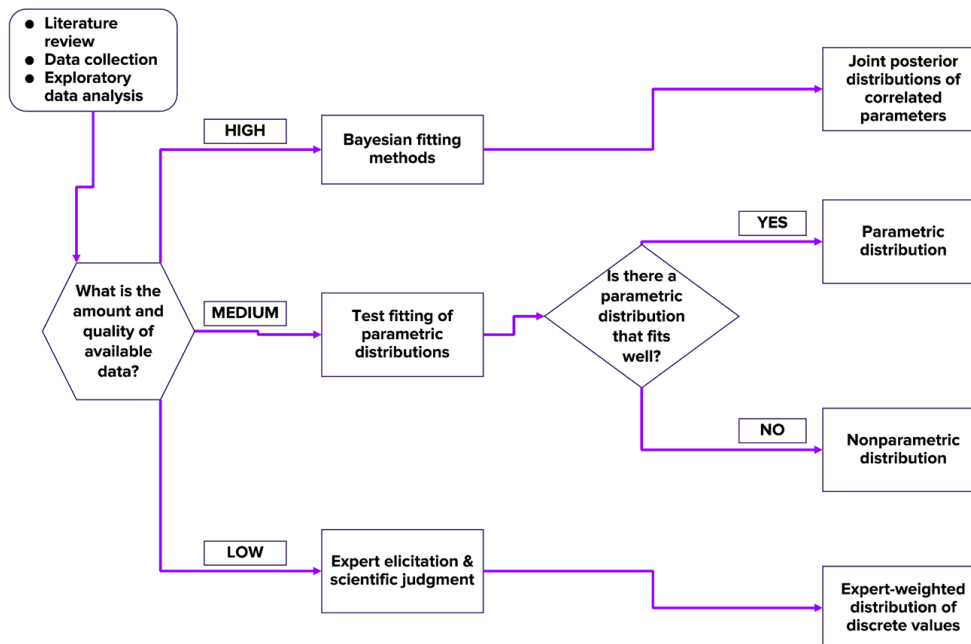 ● Literature
review
● Data collection
● Exploratory
data analysis
HIGH
Bayesian fitting
methods
Joint posterior
distributions of
correlated
parameters
What is the
amount and
quality of
available
data?
MEDIUM
Test fitting of
parametric
distributions
Is there a
parametric
distribution
that fits
well?
YES
Parametric
distribution
NO
Nonparametric
distribution
LOW
Expert elicitation &
scientific judgment
Expert-weighted
distribution of
discrete values